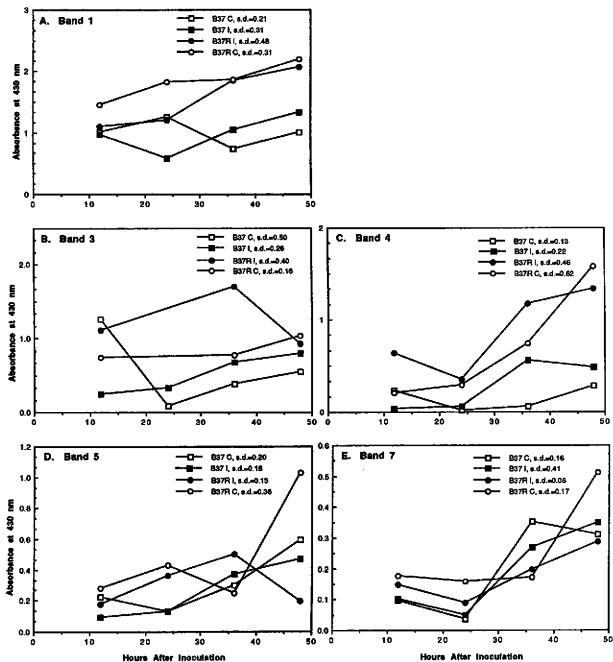 A. Band 1
B37 C, s.d.=0.21
B37 I, s.d.=0.31
B37R I, s.d.=0.48
B37R C, s.d.=0.31
Absorbance at 430 nm
3
2
1
0
0 10 20 30 40 50
B. Band 3
B37 C, s.d.=0.50
B37 I, s.d.=0.26
B37R I, s.d.=0.40
B37R C, s.d.=0.16
Absorbance at 430 nm
2.0
1.0
0.0
0 10 20 30 40 50
C. Band 4
B37 C, s.d.=0.13
B37 I, s.d.=0.22
B37R I, s.d.=0.46
B37R C, s.d.=0.62
2
1
0
0 10 20 30 40 50
D. Band 5
B37 C, s.d.=0.20
B37 I, s.d.=0.18
B37R I, s.d.=0.15
B37R C, s.d.=0.36
Absorbance at 430 nm
1.2
1.0
0.8
0.6
0.4
0.2
0.0
0 10 20 30 40 50
Hours After Inoculation
E. Band 7
B37 C, s.d.=0.16
B37 I, s.d.=0.41
B37R I, s.d.=0.05
B37R C, s.d.=0.17
0.6
0.5
0.4
0.3
0.2
0.1
0.0
0 10 20 30 40 50
Hours After Inoculation